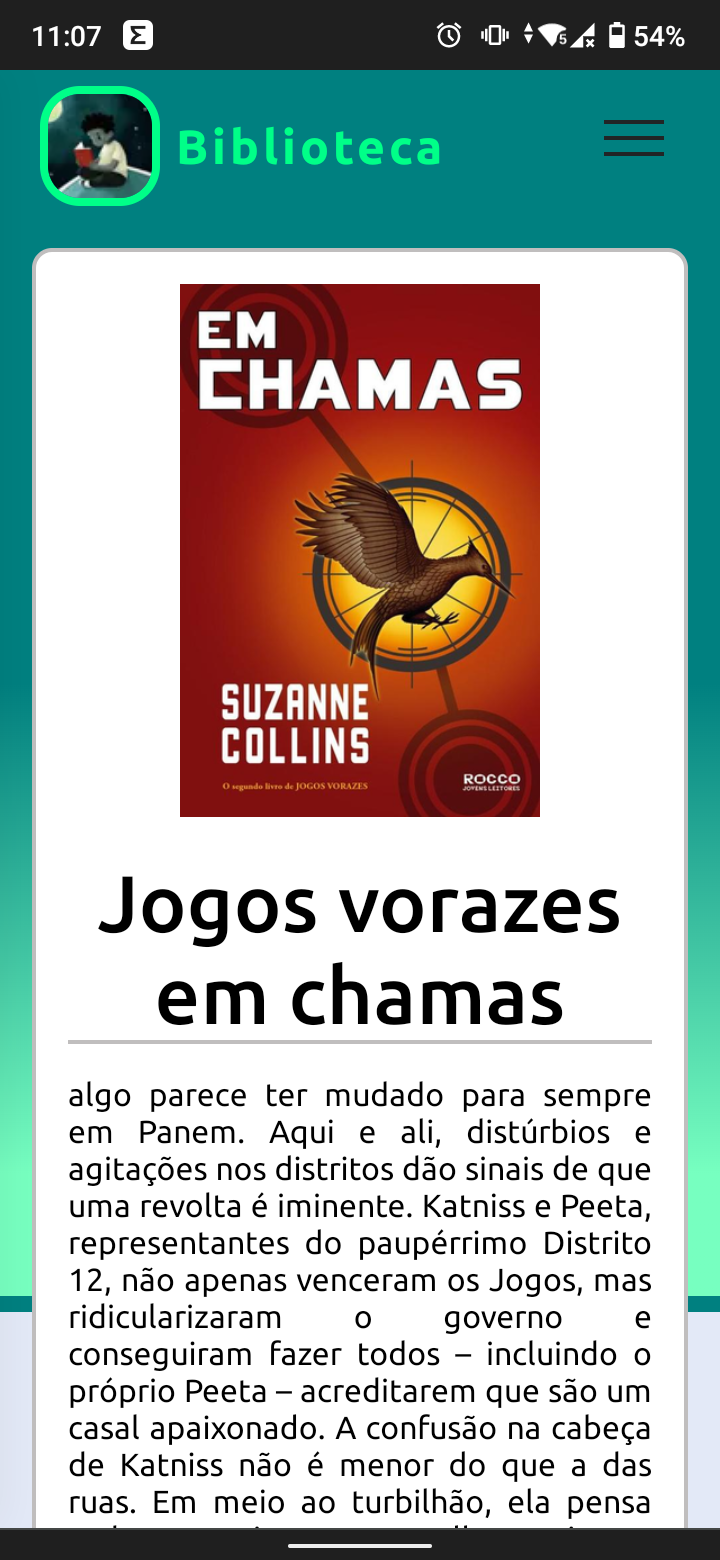 11:07
Σ
5
54%
Biblioteca
EM
CHAMAS
SUZANNE
COLLINS
O segundo livro de JOGOS VORAZES
ROCCO
JOVENS LEITORES
Jogos vorazes
em chamas
algo parece ter mudado para sempre
em Panem. Aqui e ali, distúrbios e
agitações nos distritos dão sinais de que
uma revolta é iminente. Katniss e Peeta,
representantes do paupérrimo Distrito
12, não apenas venceram os Jogos, mas
ridicularizaram o governo e
conseguiram fazer todos – incluindo o
próprio Peeta – acreditarem que são um
casal apaixonado. A confusão na cabeça
de Katniss não é menor do que a das
ruas. Em meio ao turbilhão, ela pensa